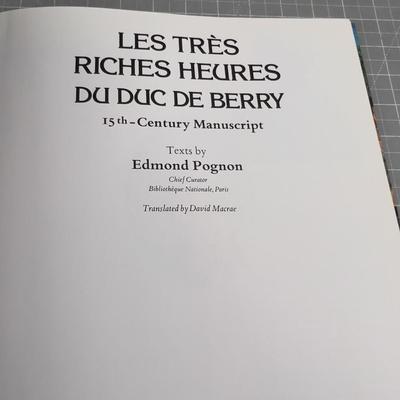 LES TRÈS
RICHES HEURES
DU DUC DE BERRY
15th-Century Manuscript
Texts by
Edmond Pognon
Chief Curator
Bibliothèque Nationale, Paris
Translated by David Macrae